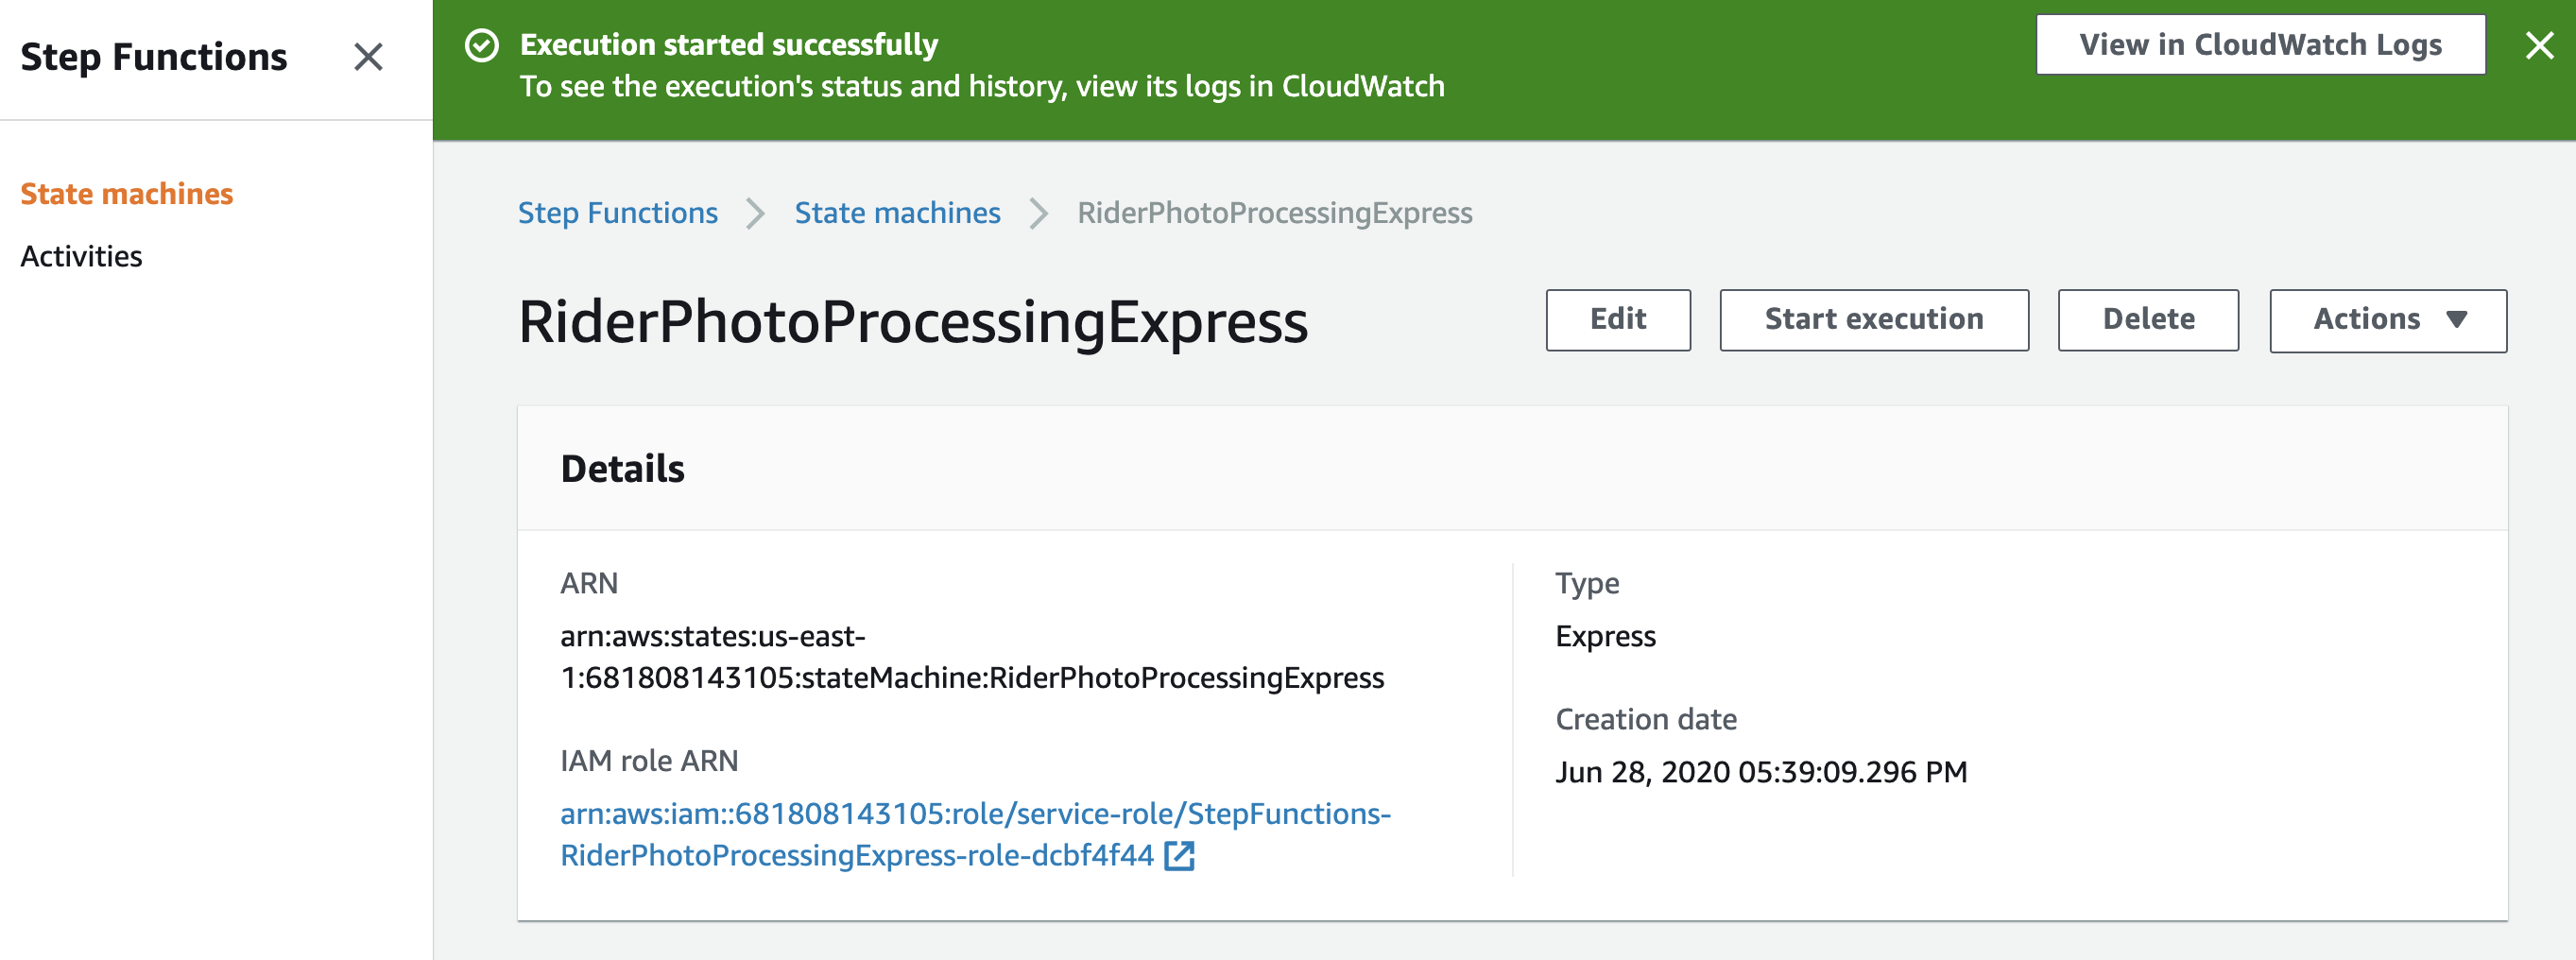 Step Functions
State machines
Activities
Execution started successfully
To see the execution's status and history, view its logs in CloudWatch
View in CloudWatch Logs
Step Functions State machines RiderPhotoProcessingExpress
RiderPhotoProcessingExpress
Edit
Start execution
Delete
Actions
Details
ARN
arn:aws:states:us-east-
1:681808143105:stateMachine:RiderPhotoProcessingExpress
IAM role ARN
arn:aws:iam::681808143105:role/service-role/StepFunctions-
RiderPhotoProcessingExpress-role-dcbf4f44
Type
Express
Creation date
Jun 28, 2020 05:39:09.296 PM